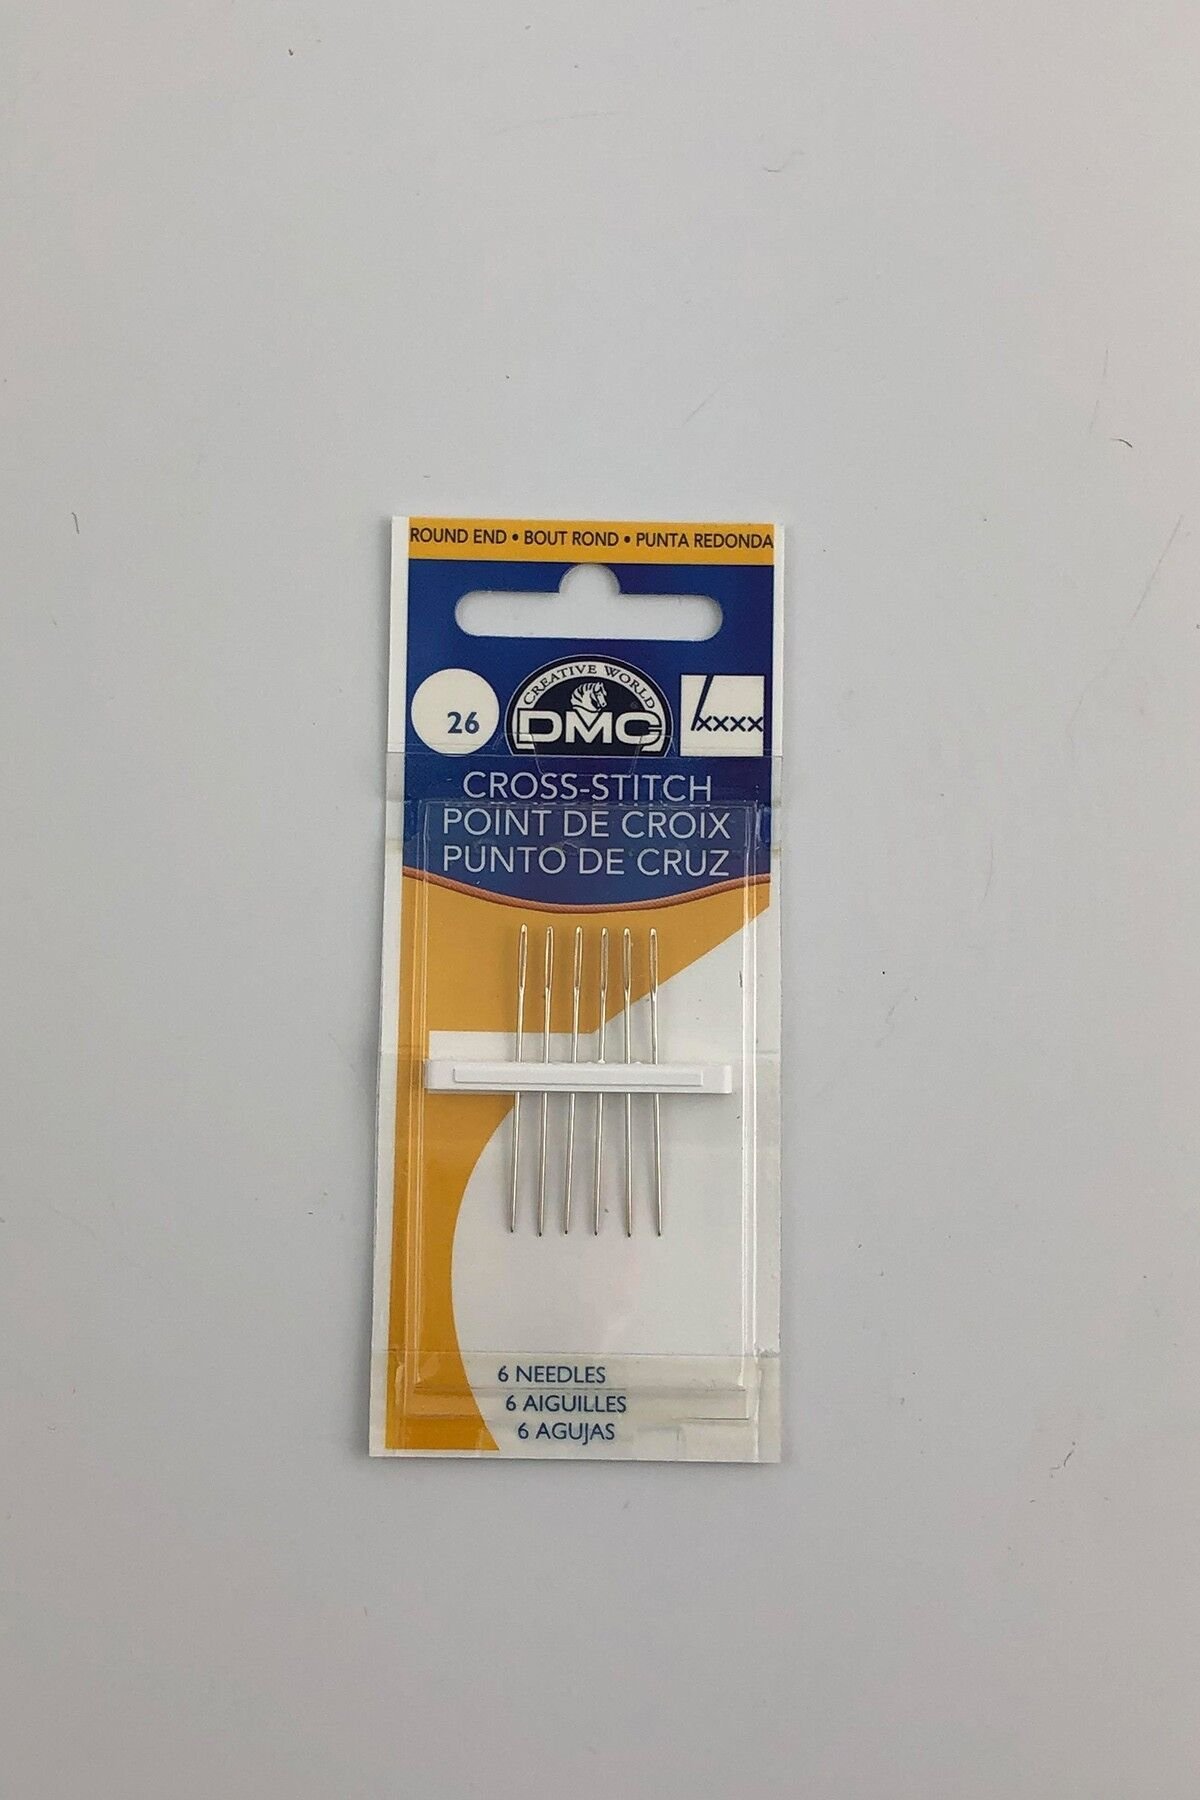 ROUND END • BOUT ROND • PUNTA REDONDA
26
CREATIVE WORLD
DMC
xxxx
CROSS-STITCH
POINT DE CROIX
PUNTO DE CRUZ
6 NEEDLES
6 AIGUILLES
6 AGUJAS